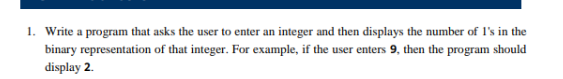 1. Write a program that asks the user to enter an integer and then displays the number of 1's in the
binary representation of that integer. For example, if the user enters 9, then the program should
display 2.